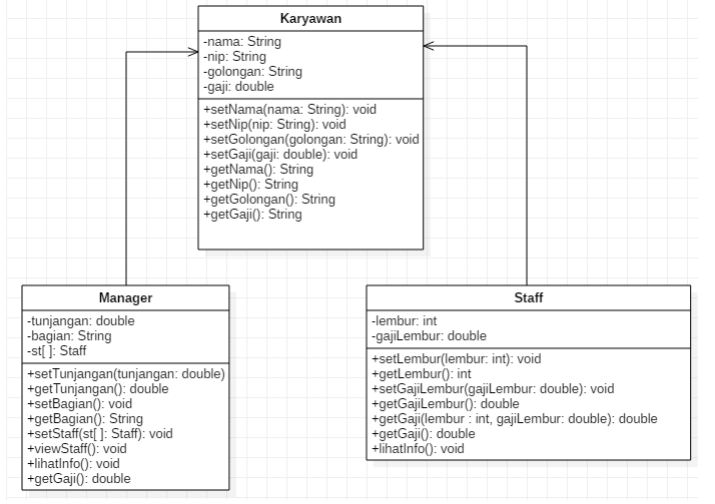 Karyawan
-nama: String
-nip: String
-golongan: String
-gaji: double
+setNama(nama: String): void
+setNip(nip: String): void
+setGolongan(golongan: String): void
+setGaji(gaji: double): void
+getNama(): String
+getNip(): String
+getGolongan(): String
+getGaji(): String
Manager
-tunjangan: double
-bagian: String
-st[ ]: Staff
+setTunjangan(tunjangan: double)
+getTunjangan(): double
+setBagian(): void
+getBagian(): String
+setStaff(st[ ]: Staff): void
+viewStaff(): void
+lihatInfo(): void
+getGaji(): double
Staff
-lembur: int
-gajiLembur: double
+setLembur(lembur: int): void
+getLembur(): int
+setGajiLembur(gajiLembur: double): void
+getGajiLembur(): double
+getGaji(lembur : int, gajiLembur: double): double
+getGaji(): double
+lihatInfo(): void